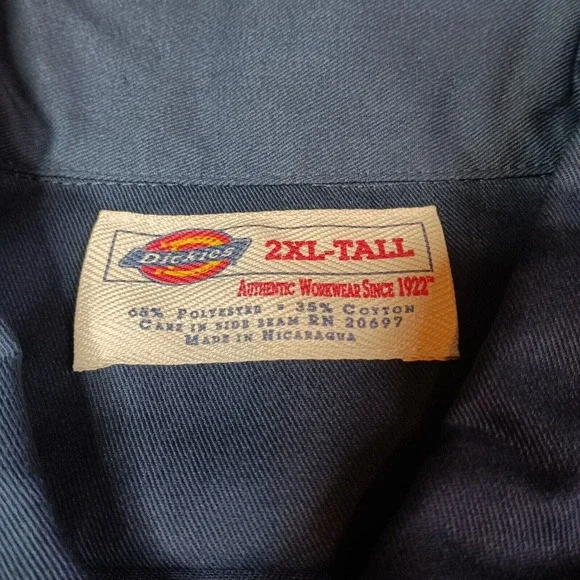 Dickies 2XL-TALL
AUTHENTIC WORKWEAR SINCE 1922™
65% POLYESTER • 35% COTTON
CARE IN SIDE SEAM RN 20697
MADE IN NICARAGUA